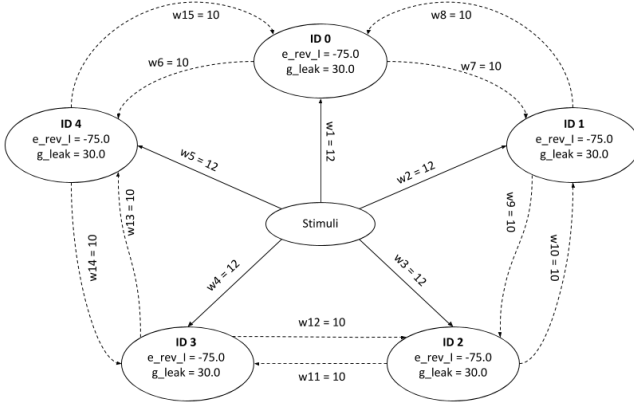 w15 = 10
w8 = 10
ID 0
e_rev_I = -75.0
g_leak = 30.0
w6 = 10
w7 = 10
ID 4
e_rev_I = -75.0
g_leak = 30.0
ID 1
e_rev_I = -75.0
g_leak = 30.0
w1 = 12
w5 = 12
w2 = 12
w13 = 10
w9 = 10
Stimuli
w14 = 10
w10 = 10
w4 = 12
w3 = 12
w12 = 10
ID 3
e_rev_I = -75.0
g_leak = 30.0
ID 2
e_rev_I = -75.0
g_leak = 30.0
w11 = 10